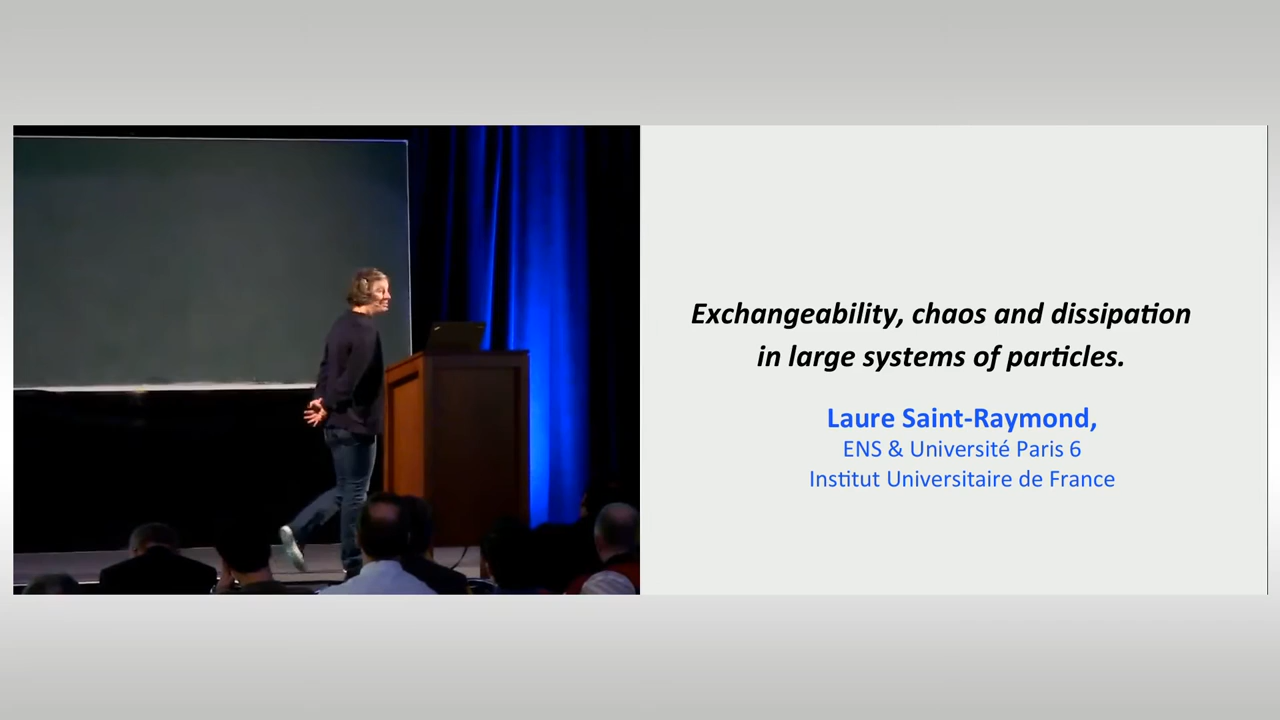 Exchangeability, chaos and dissipation
in large systems of particles.
Laure Saint-Raymond,
ENS & Université Paris 6
Institut Universitaire de France